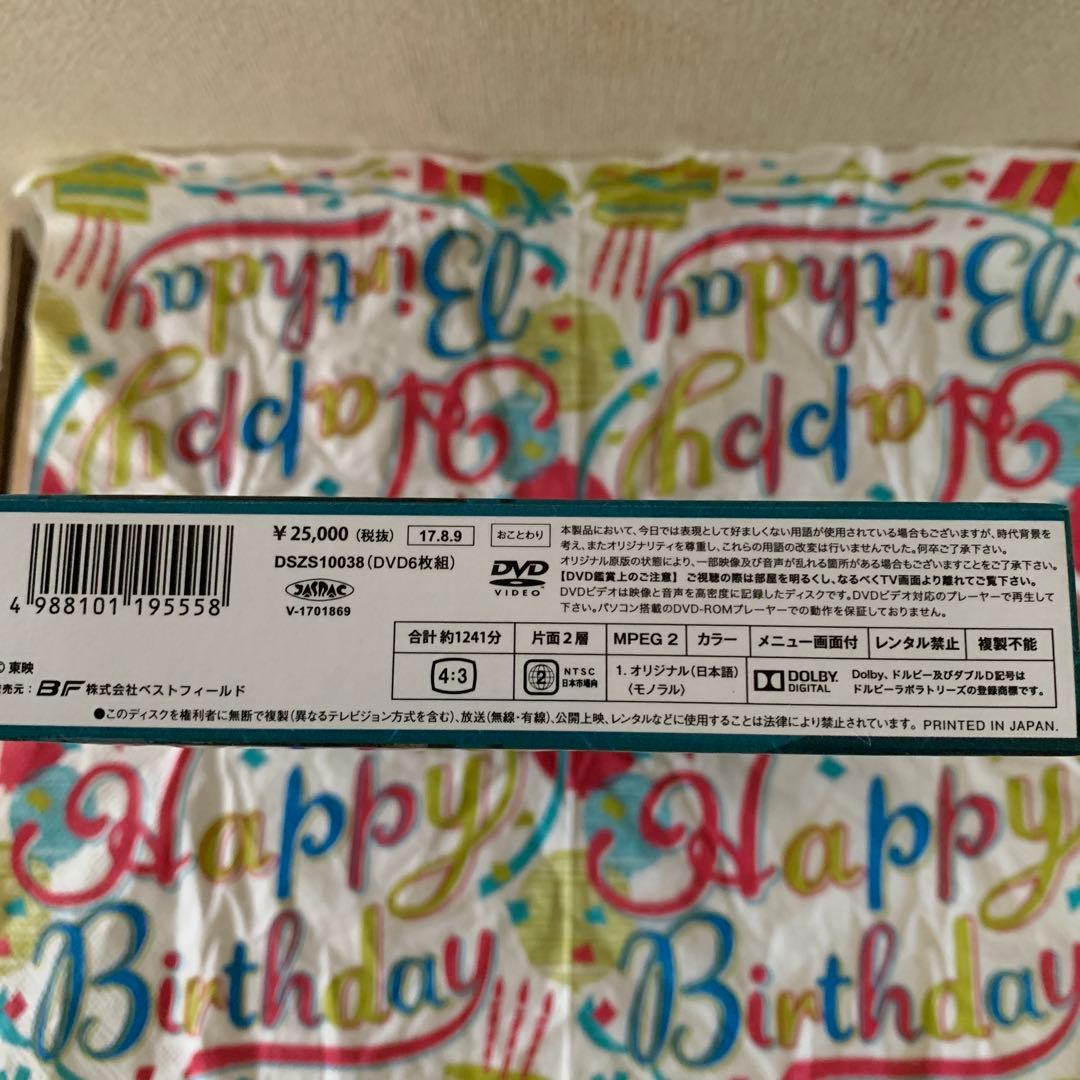 Birthday
Birthday
Happy
Happy
¥25,000（税抜） 17.8.9 おことわり
DSZS10038（DVD6枚組）
JASRAC
V-1701869
DVD
VIDEO
本製品において、今日では表現として好ましくない用語が使用されている場合もございますが、時代背景を
考え、またオリジナリティを尊重し、これらの用語の改変は行いませんでした。何卒ご了承下さい。
オリジナル原版の状態により、一部映像及び音声が乱れる箇所がある場合もございますことをご了承下さい。
【DVD鑑賞上のご注意】ご視聴の際は部屋を明るくし、なるべくTV画面より離れてご覧下さい。
DVDビデオは映像と音声を高密度に記録したディスクです。DVDビデオ対応のプレーヤーで再生して
下さい。パソコン搭載のDVD-ROMプレーヤーでの動作を保証しておりません。
4 988101 195558
合計 約1241分 片面2層 MPEG 2 カラー メニュー画面付 レンタル禁止 複製不能
4:3
2 NTSC
日本市場向
1. オリジナル（日本語）
〈モノラル〉
DOLBY
DIGITAL
Dolby、ドルビー及びダブルD記号は
ドルビーラボラトリーズの登録商標です。
© 東映
売元： BF 株式会社ベストフィールド
●このディスクを権利者に無断で複製（異なるテレビジョン方式を含む）、放送（無線・有線）、公開上映、レンタルなどに使用することは法律により禁止されています。 PRINTED IN JAPAN.
Happy
Happy
Birthday
Birthday